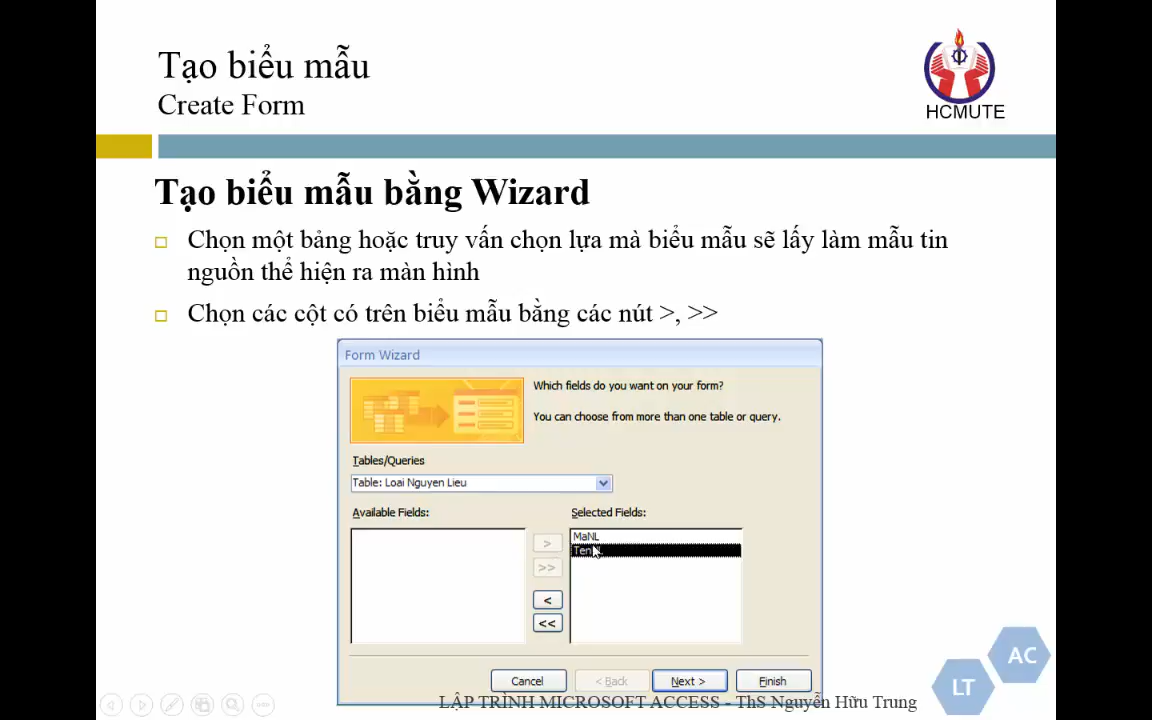 Tạo biểu mẫu
Create Form
HCMUTE
Tạo biểu mẫu bằng Wizard
Chọn một bảng hoặc truy vấn chọn lựa mà biểu mẫu sẽ lấy làm mẫu tin
nguồn thể hiện ra màn hình
Chọn các cột có trên biểu mẫu bằng các nút >, >>
Form Wizard
Which fields do you want on your form?
You can choose from more than one table or query.
Tables/Queries
Table: Loai Nguyen Lieu
Available Fields:
Selected Fields:
MaNL
>
>>
<
<<
Cancel
< Back
Next >
Finish
AC
LT
LẬP TRÌNH MICROSOFT ACCESS - ThS Nguyễn Hữu Trung